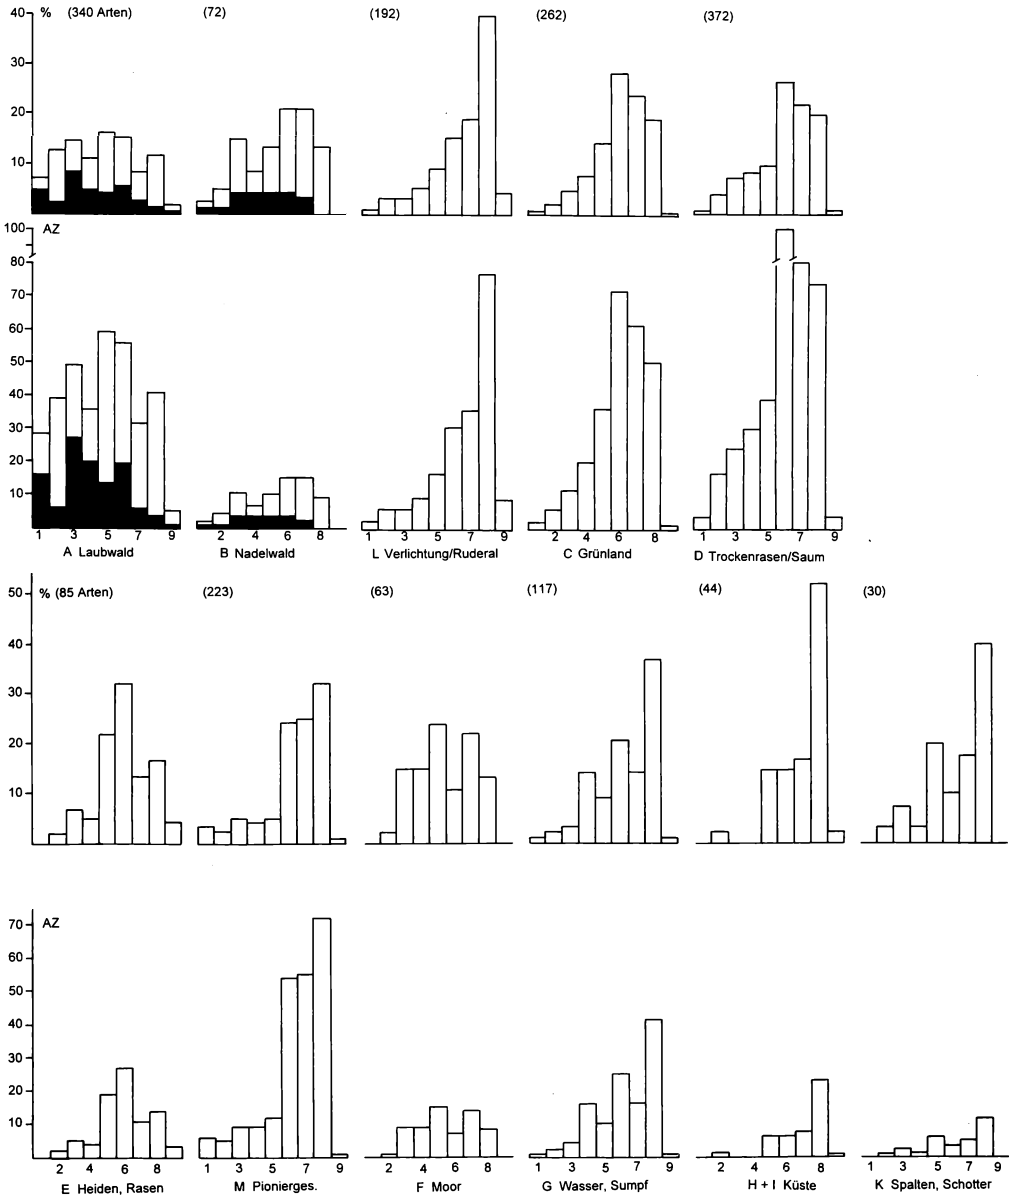 40 % (340 Arten) (72) (192) (262) (372)
30
20
10
100 AZ
80
70
60
50
40
30
20
10
1 3 5 7 9 2 4 6 8 1 3 5 7 9 2 4 6 8 1 3 5 7 9
A Laubwald B Nadelwald L Verlichtung/Ruderal C Grünland D Trockenrasen/Saum
50 % (85 Arten) (223) (63) (117) (44) (30)
40
30
20
10
70 AZ
60
50
40
30
20
10
2 4 6 8 1 3 5 7 9 2 4 6 8 1 3 5 7 9 2 4 6 8 1 3 5 7 9
E Heiden, Rasen M Pionierges. F Moor G Wasser, Sumpf H + I Küste K Spalten, Schotter